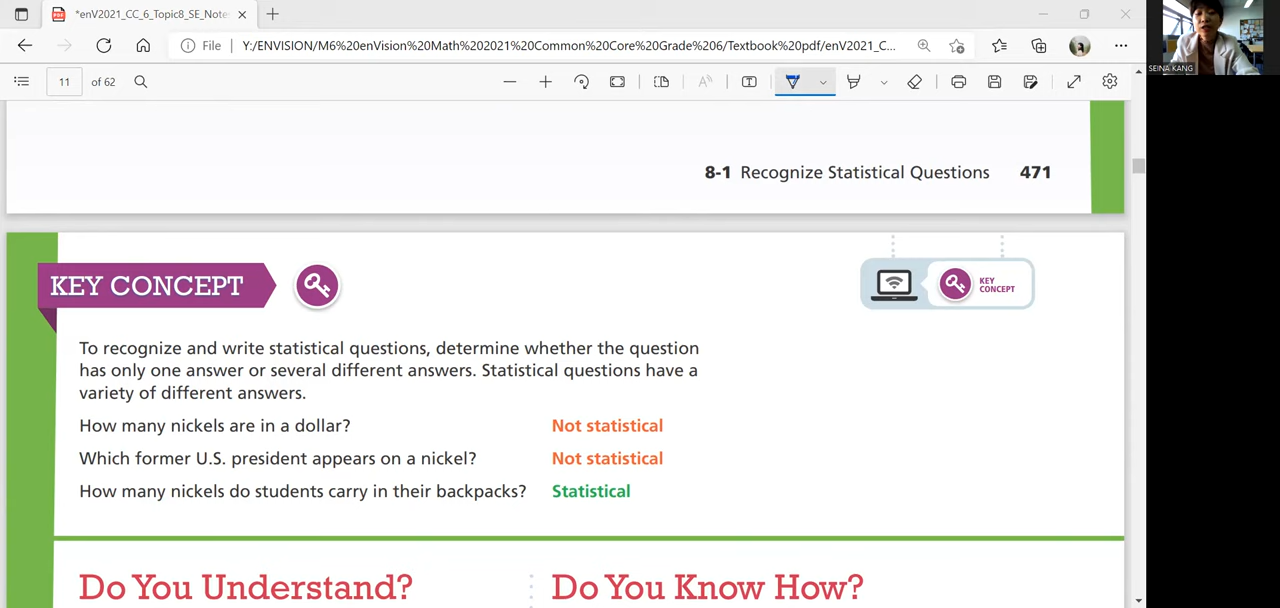 *enV2021_CC_6_Topic8_SE_Note
File
Y:/ENVISION/M6%20enVision%20Math%202021%20Common%20Core%20Grade%206/Textbook%20pdf/enV2021_C...
SEINA KANG
11 of 62
8-1 Recognize Statistical Questions 471
KEY CONCEPT
KEY
CONCEPT
To recognize and write statistical questions, determine whether the question
has only one answer or several different answers. Statistical questions have a
variety of different answers.
How many nickels are in a dollar? Not statistical
Which former U.S. president appears on a nickel? Not statistical
How many nickels do students carry in their backpacks? Statistical
Do You Understand? Do You Know How?